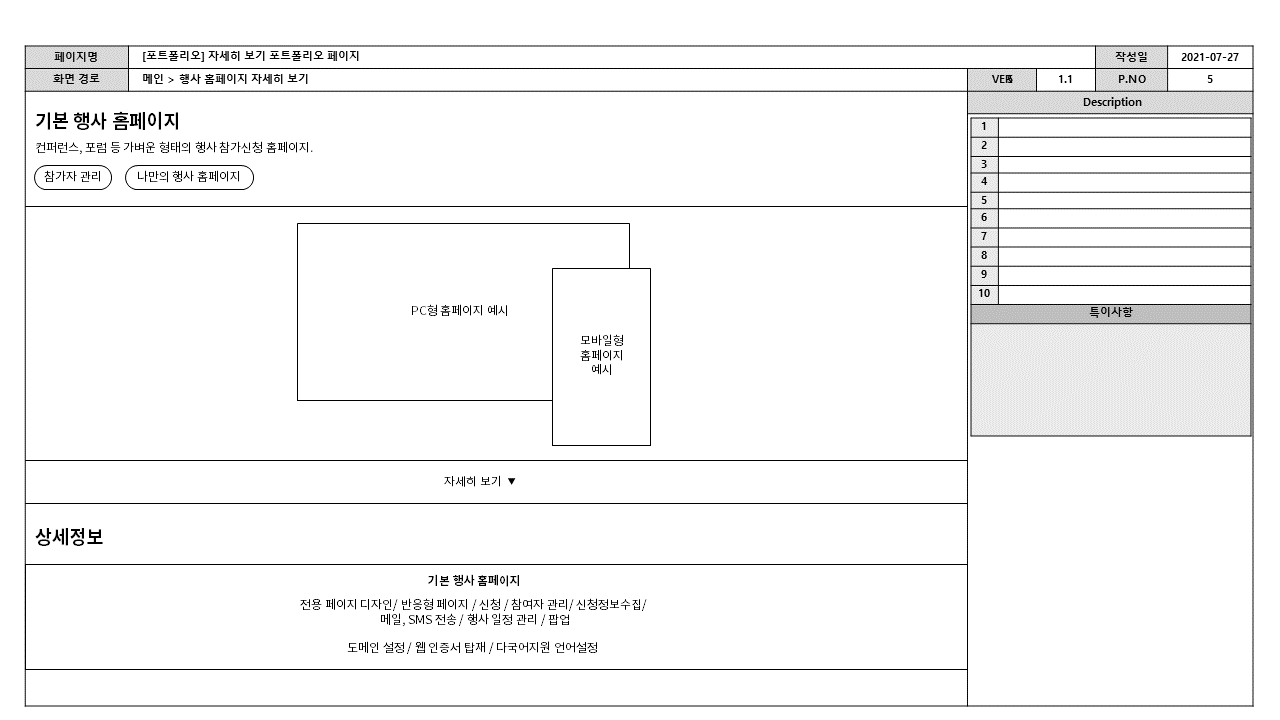 페이지명 [포트폴리오] 자세히 보기 포트폴리오 페이지 작성일 2021-07-27
화면 경로 메인 > 행사 홈페이지 자세히 보기 1.1 P.NO 5
기본 행사 홈페이지
컨퍼런스, 포럼 등 가벼운 형태의 행사 참가신청 홈페이지.
참가자 관리 나만의 행사 홈페이지
PC형 홈페이지 예시
모바일형
홈페이지
예시
자세히 보기 ▼
상세정보
기본 행사 홈페이지
전용 페이지 디자인/ 반응형 페이지 / 신청 / 참여자 관리/ 신청정보수집/
메일, SMS 전송 / 행사 일정 관리 / 팝업
도메인 설정 / 웹 인증서 탑재 / 다국어지원 언어설정
Description
1
2
3
4
5
6
7
8
9
10
특이사항